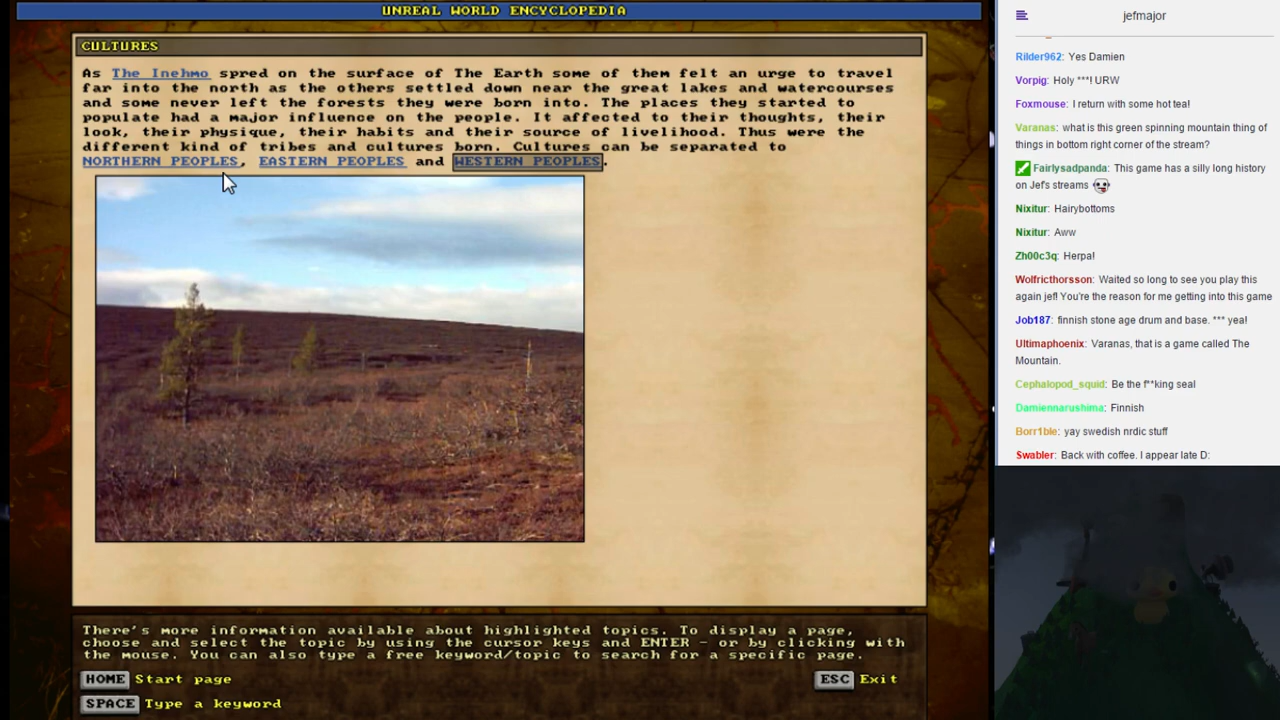 UNREAL WORLD ENCYCLOPEDIA
CULTURES
As The Inehmo spred on the surface of The Earth some of them felt an urge to travel
far into the north as the others settled down near the great lakes and watercourses
and some never left the forests they were born into. The places they started to
populate had a major influence on the people. It affected to their thoughts, their
look, their physique, their habits and their source of livelihood. Thus were the
different kind of tribes and cultures born. Cultures can be separated to
NORTHERN PEOPLES, EASTERN PEOPLES and WESTERN PEOPLES.
There's more information available about highlighted topics. To display a page,
choose and select the topic by using the cursor keys and ENTER - or by clicking with
the mouse. You can also type a free keyword/topic to search for a specific page.
HOME Start page
ESC Exit
SPACE Type a keyword
jefmajor
Rilder962: Yes Damien
Vorpig: Holy ***! URW
Foxmouse: I return with some hot tea!
Varanas: what is this green spinning mountain thing of
things in bottom right corner of the stream?
Fairlysadpanda: This game has a silly long history
on Jef's streams
Nixitur: Hairybottoms
Nixitur: Aww
Zh00c3q: Herpa!
Wolfricthorsson: Waited so long to see you play this
again jef! You're the reason for me getting into this game
Job187: finnish stone age drum and base. *** yea!
Ultimaphoenix: Varanas, that is a game called The
Mountain.
Cephalopod_squid: Be the f**king seal
Damiennarushima: Finnish
Borr1ble: yay swedish nrdic stuff
Swabler: Back with coffee. I appear late D: